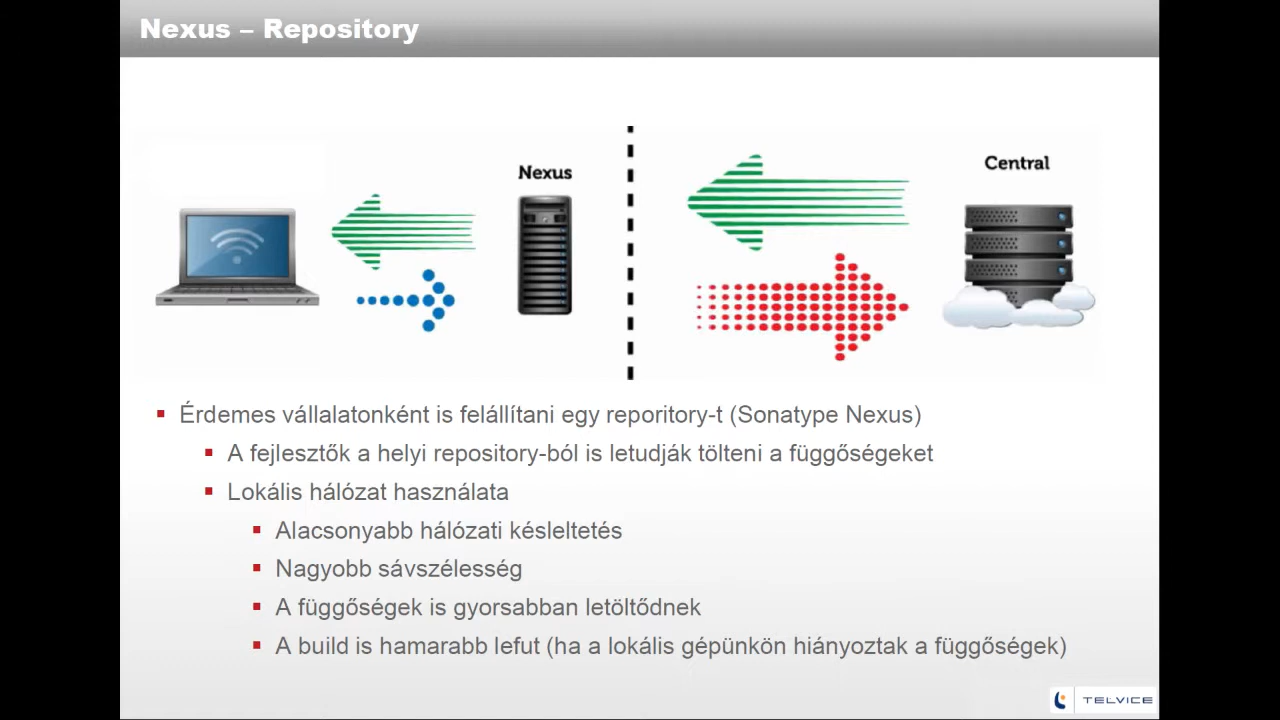 Nexus – Repository
Nexus
Central
Érdemes vállalatonként is felállítani egy reporitory-t (Sonatype Nexus)
A fejlesztők a helyi repository-ból is letudják tölteni a függőségeket
Lokális hálózat használata
Alacsonyabb hálózati késleltetés
Nagyobb sávszélesség
A függőségek is gyorsabban letöltődnek
A build is hamarabb lefut (ha a lokális gépünkön hiányoztak a függőségek)
TELVICE